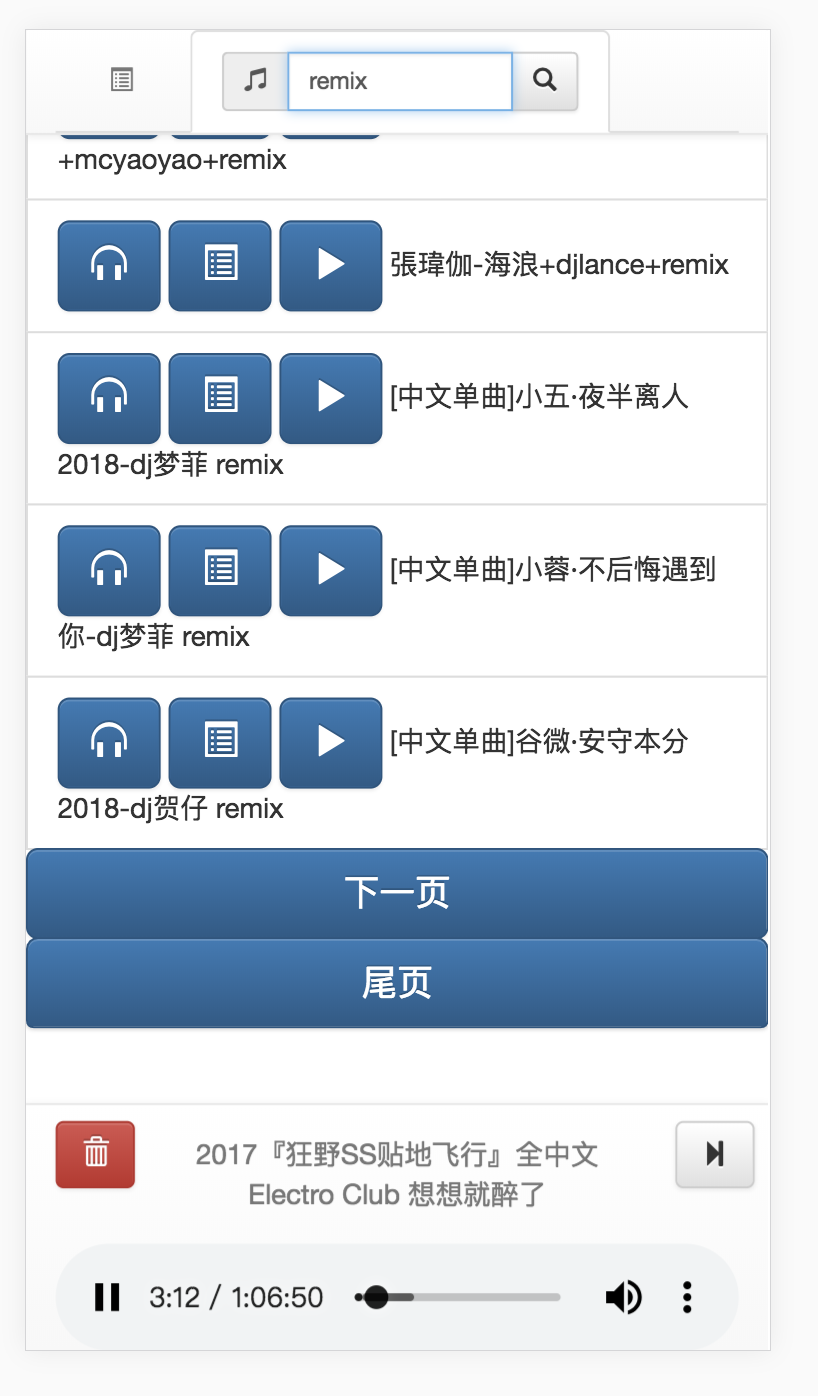 remix
+mcyaoyao+remix
張瑋伽-海浪+djlance+remix
[中文单曲]小五·夜半离人
2018-dj梦菲 remix
[中文单曲]小蓉·不后悔遇到
你-dj梦菲 remix
[中文单曲]谷微·安守本分
2018-dj贺仔 remix
下一页
尾页
2017『狂野SS贴地飞行』全中文
Electro Club 想想就醉了
3:12 / 1:06:50